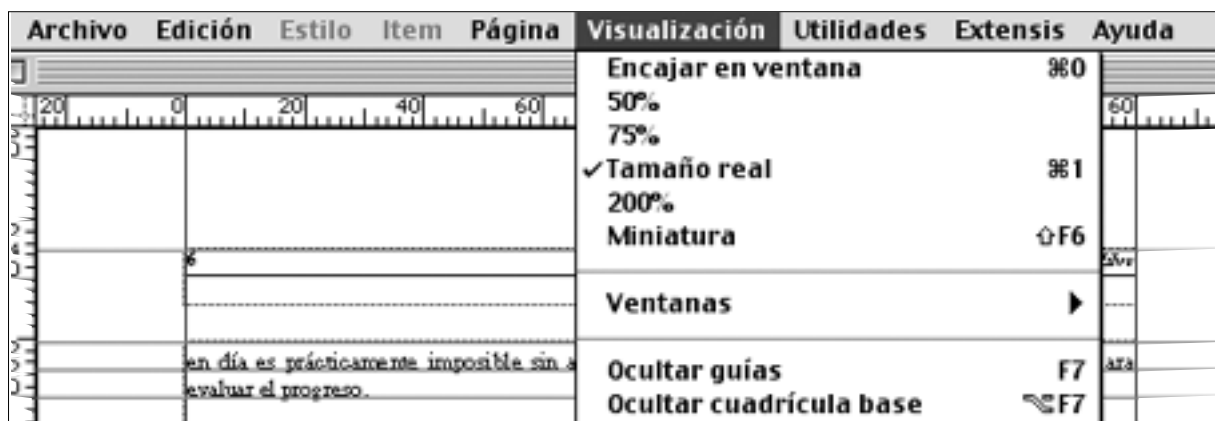 Archivo Edición Estilo Item Página Visualización Utilidades Extensis Ayuda
Encajar en ventana ⌘0
20 0 20 40 60 50% 60
75%
✓Tamaño real ⌘1
200%
Miniatura ⇧F6
6
Ventanas ▶
en día es prácticamente imposible sin a
Ocultar guías F7
evaluar el progreso.
Ocultar cuadrícula base ⌥F7